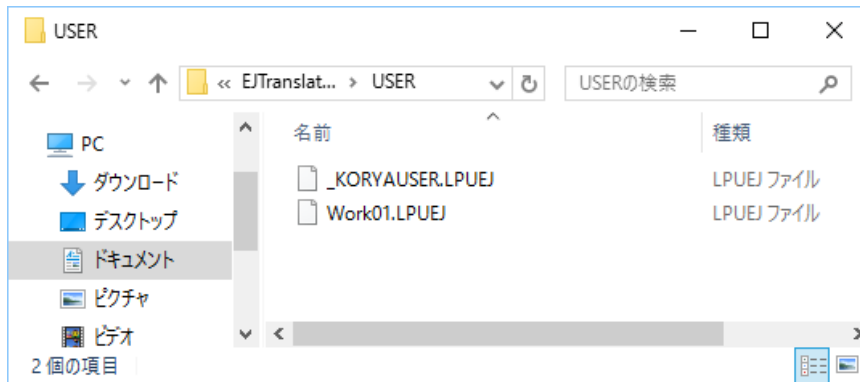 USER
« EJTranslat... > USER
USERの検索
PC
ダウンロード
デスクトップ
ドキュメント
ピクチャ
ビデオ
名前 種類
_KORYAUSER.LPUEJ LPUEJ ファイル
Work01.LPUEJ LPUEJ ファイル
2 個の項目